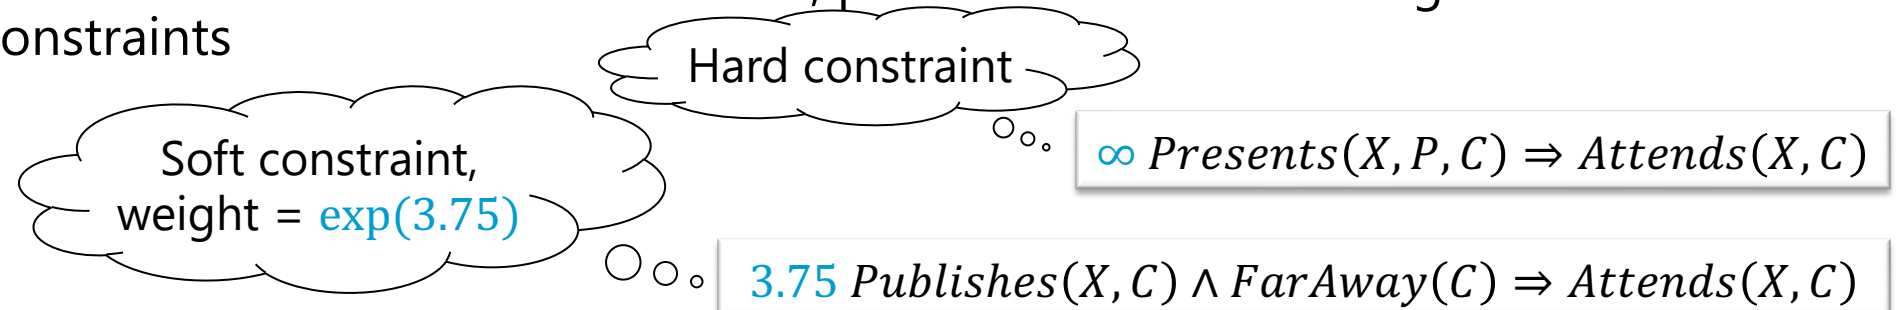 onstraints
Hard constraint
∞ Presents(X, P, C) ⇒ Attends(X, C)
Soft constraint,
weight = exp(3.75)
3.75 Publishes(X, C) ∧ FarAway(C) ⇒ Attends(X, C)